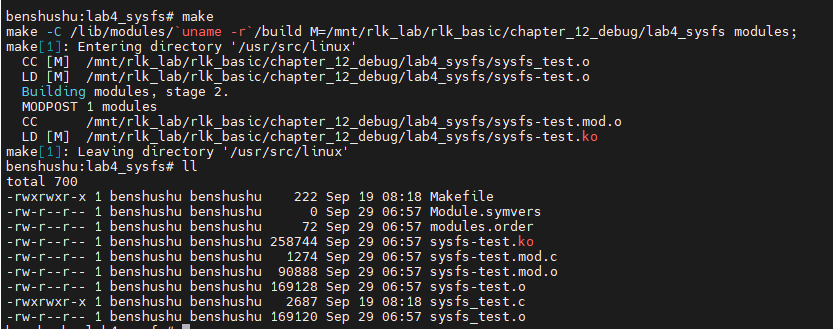 benshushu:lab4_sysfs# make
make -C /lib/modules/`uname -r`/build M=/mnt/rlk_lab/rlk_basic/chapter_12_debug/lab4_sysfs modules;
make[1]: Entering directory '/usr/src/linux'
  CC [M]  /mnt/rlk_lab/rlk_basic/chapter_12_debug/lab4_sysfs/sysfs_test.o
  LD [M]  /mnt/rlk_lab/rlk_basic/chapter_12_debug/lab4_sysfs/sysfs-test.o
  Building modules, stage 2.
  MODPOST 1 modules
  CC      /mnt/rlk_lab/rlk_basic/chapter_12_debug/lab4_sysfs/sysfs-test.mod.o
  LD [M]  /mnt/rlk_lab/rlk_basic/chapter_12_debug/lab4_sysfs/sysfs-test.ko
make[1]: Leaving directory '/usr/src/linux'
benshushu:lab4_sysfs# ll
total 700
-rwxrwxr-x 1 benshushu benshushu    222 Sep 19 08:18 Makefile
-rw-r--r-- 1 benshushu benshushu      0 Sep 29 06:57 Module.symvers
-rw-r--r-- 1 benshushu benshushu     72 Sep 29 06:57 modules.order
-rw-r--r-- 1 benshushu benshushu 258744 Sep 29 06:57 sysfs-test.ko
-rw-r--r-- 1 benshushu benshushu   1274 Sep 29 06:57 sysfs-test.mod.c
-rw-r--r-- 1 benshushu benshushu  90888 Sep 29 06:57 sysfs-test.mod.o
-rw-r--r-- 1 benshushu benshushu 169128 Sep 29 06:57 sysfs-test.o
-rwxrwxr-x 1 benshushu benshushu   2687 Sep 19 08:18 sysfs_test.c
-rw-r--r-- 1 benshushu benshushu 169120 Sep 29 06:57 sysfs_test.o
benshushu:lab4_sysfs#